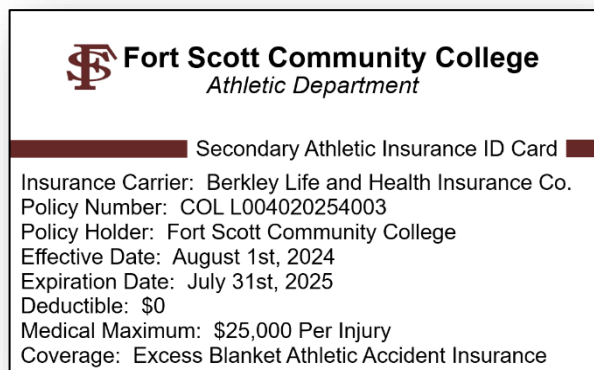 FS Fort Scott Community College
Athletic Department
Secondary Athletic Insurance ID Card
Insurance Carrier: Berkley Life and Health Insurance Co.
Policy Number: COL L004020254003
Policy Holder: Fort Scott Community College
Effective Date: August 1st, 2024
Expiration Date: July 31st, 2025
Deductible: $0
Medical Maximum: $25,000 Per Injury
Coverage: Excess Blanket Athletic Accident Insurance